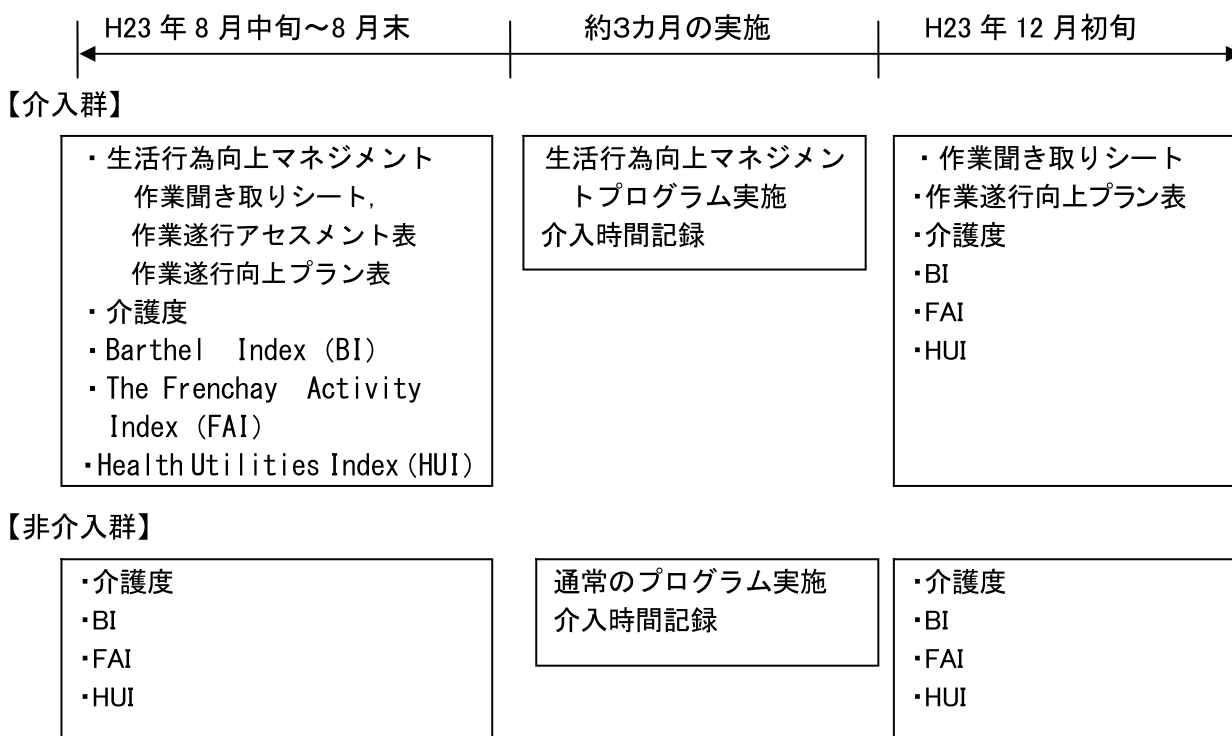 H23年8月中旬～8月末 約3カ月の実施 H23年12月初旬
【介入群】
・生活行為向上マネジメント
作業聞き取りシート,
作業遂行アセスメント表
作業遂行向上プラン表
・介護度
・Barthel Index (BI)
・The Frenchay Activity
Index (FAI)
・Health Utilities Index (HUI)
生活行為向上マネジメン
トプログラム実施
介入時間記録
・作業聞き取りシート
・作業遂行向上プラン表
・介護度
・BI
・FAI
・HUI
【非介入群】
・介護度
・BI
・FAI
・HUI
通常のプログラム実施
介入時間記録
・介護度
・BI
・FAI
・HUI